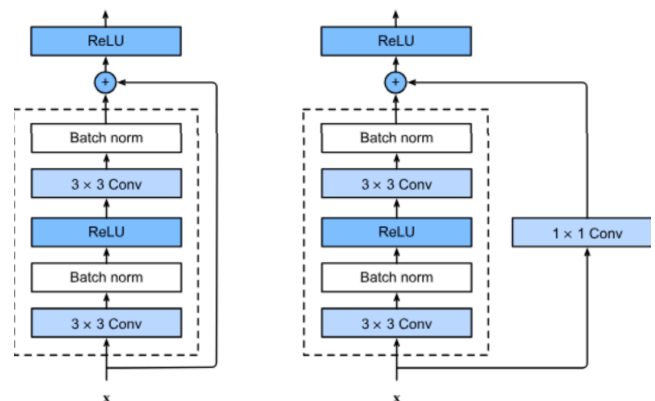 ReLU
+
Batch norm
3 × 3 Conv
ReLU
Batch norm
3 × 3 Conv
x
ReLU
+
Batch norm
3 × 3 Conv
ReLU
Batch norm
3 × 3 Conv
1 × 1 Conv
x